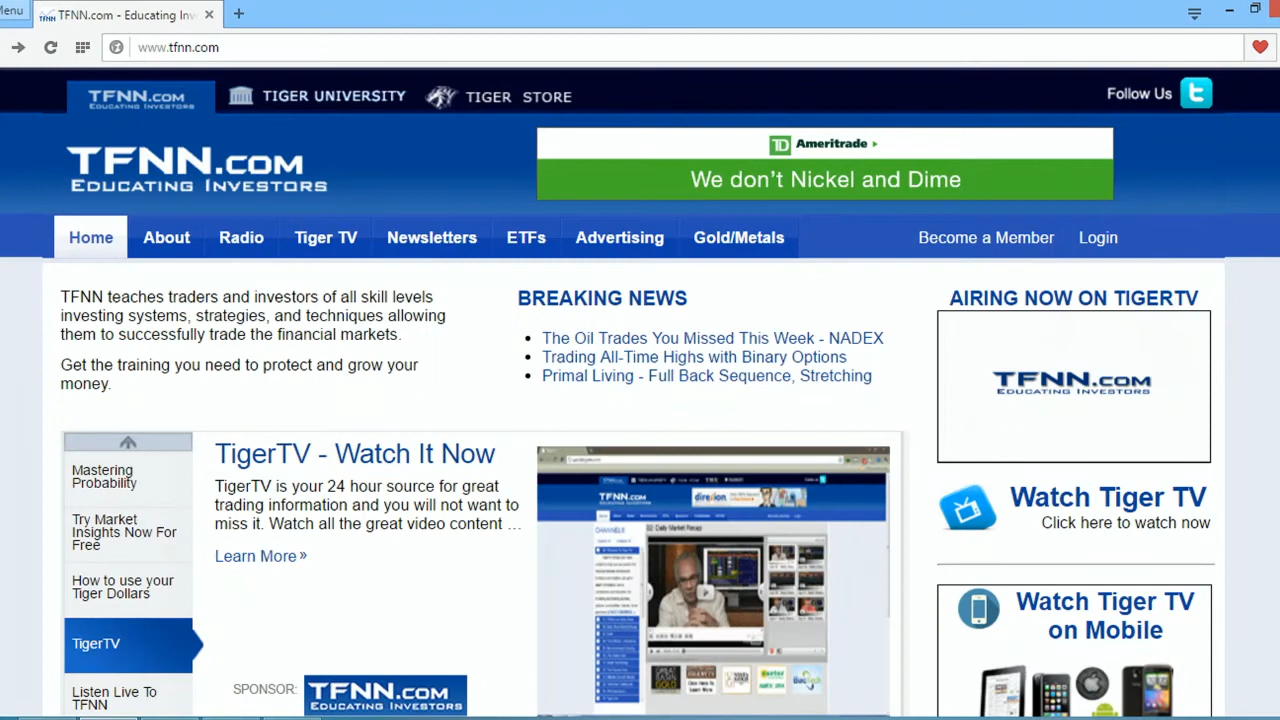 Menu
TFNN.com - Educating Inv
www.tfnn.com
TFNN.COM
EDUCATING INVESTORS
TIGER UNIVERSITY
TIGER STORE
Follow Us
TFNN.COM
EDUCATING INVESTORS
TD Ameritrade
We don't Nickel and Dime
Home
About
Radio
Tiger TV
Newsletters
ETFs
Advertising
Gold/Metals
Become a Member
Login
TFNN teaches traders and investors of all skill levels
investing systems, strategies, and techniques allowing
them to successfully trade the financial markets.
Get the training you need to protect and grow your
money.
BREAKING NEWS
• The Oil Trades You Missed This Week - NADEX
• Trading All-Time Highs with Binary Options
• Primal Living - Full Back Sequence, Stretching
AIRING NOW ON TIGERTV
TFNN.COM
EDUCATING INVESTORS
Watch Tiger TV
Click here to watch now
Watch Tiger TV
on Mobile
Mastering
Probability
Try Market
Insights Now For
Free
How to use your
Tiger Dollars
TigerTV
Listen Live To
TFNN
TigerTV - Watch It Now
TigerTV is your 24 hour source for great
trading information and you will not want to
miss it. Watch all the great video content ...
Learn More »
SPONSOR:
TFNN.COM
EDUCATING INVESTORS
TFNN.COM
direxion
CHANNELS
Daily Market Recap